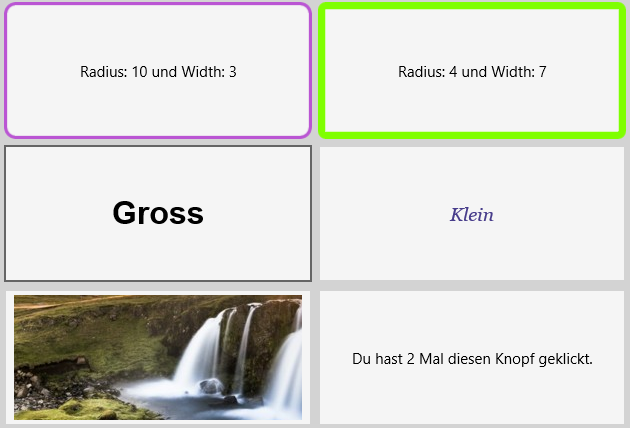 Radius: 10 und Width: 3
Radius: 4 und Width: 7
Gross
Klein
Du hast 2 Mal diesen Knopf geklickt.